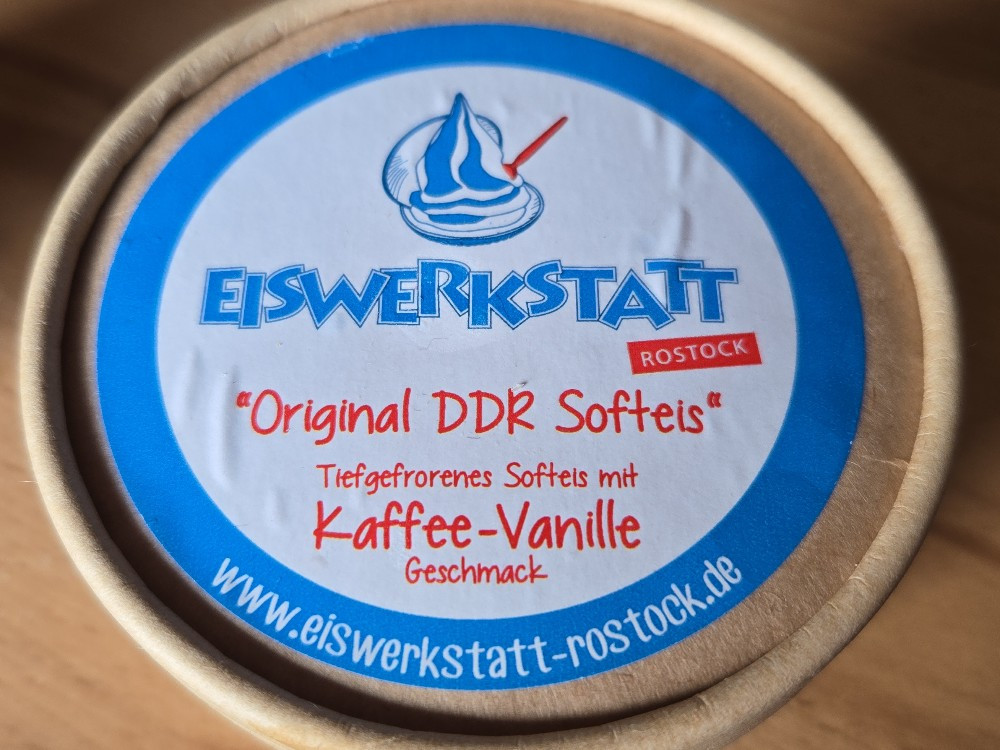 EISWERKSTATT
ROSTOCK
“Original DDR Softeis“
Tiefgefrorenes Softeis mit
Kaffee-Vanille
Geschmack
www.eiswerkstatt-rostock.de